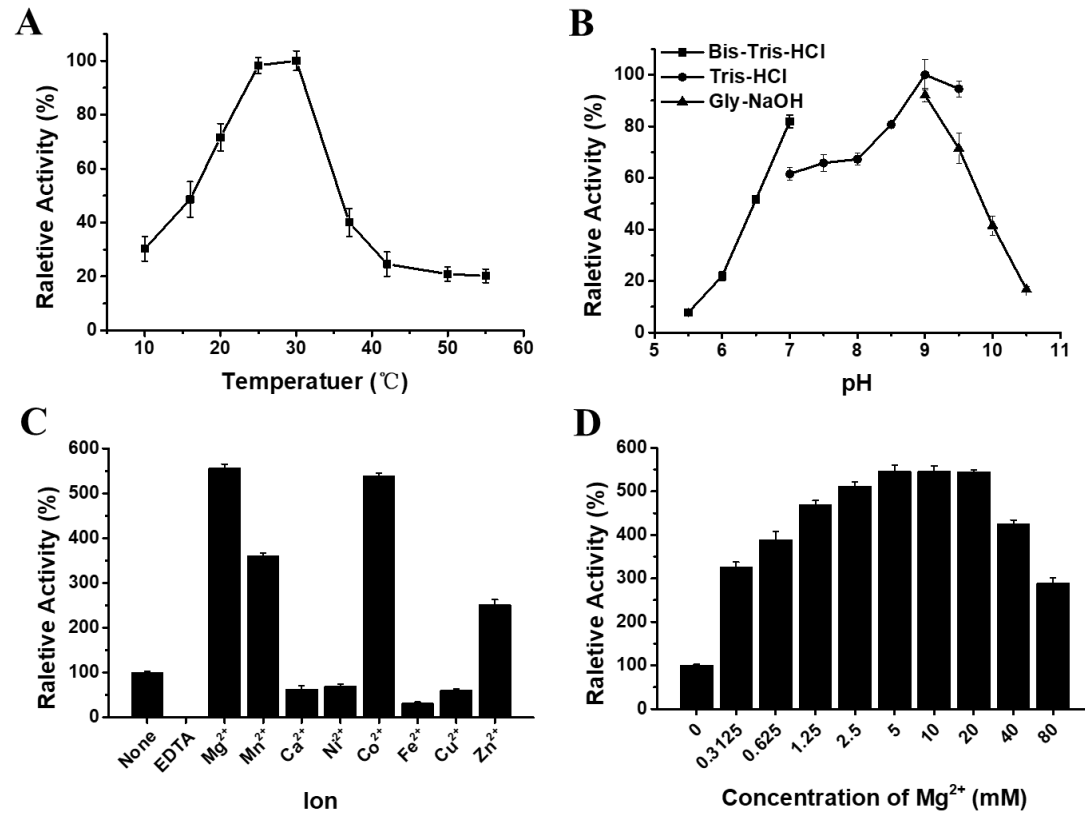 A
Raletive Activity (%)
100
80
60
40
20
0
10 20 30 40 50 60
Temperatuer (℃)
B
Bis-Tris-HCl
Tris-HCl
Gly-NaOH
Raletive Activity (%)
100
80
60
40
20
0
5 6 7 8 9 10 11
pH
C
Raletive Activity (%)
600
500
400
300
200
100
0
None EDTA Mg²⁺ Mn²⁺ Ca²⁺ Ni²⁺ Co²⁺ Fe²⁺ Cu²⁺ Zn²⁺
Ion
D
Raletive Activity (%)
600
500
400
300
200
100
0
0 0.3125 0.625 1.25 2.5 5 10 20 40 80
Concentration of Mg²⁺ (mM)